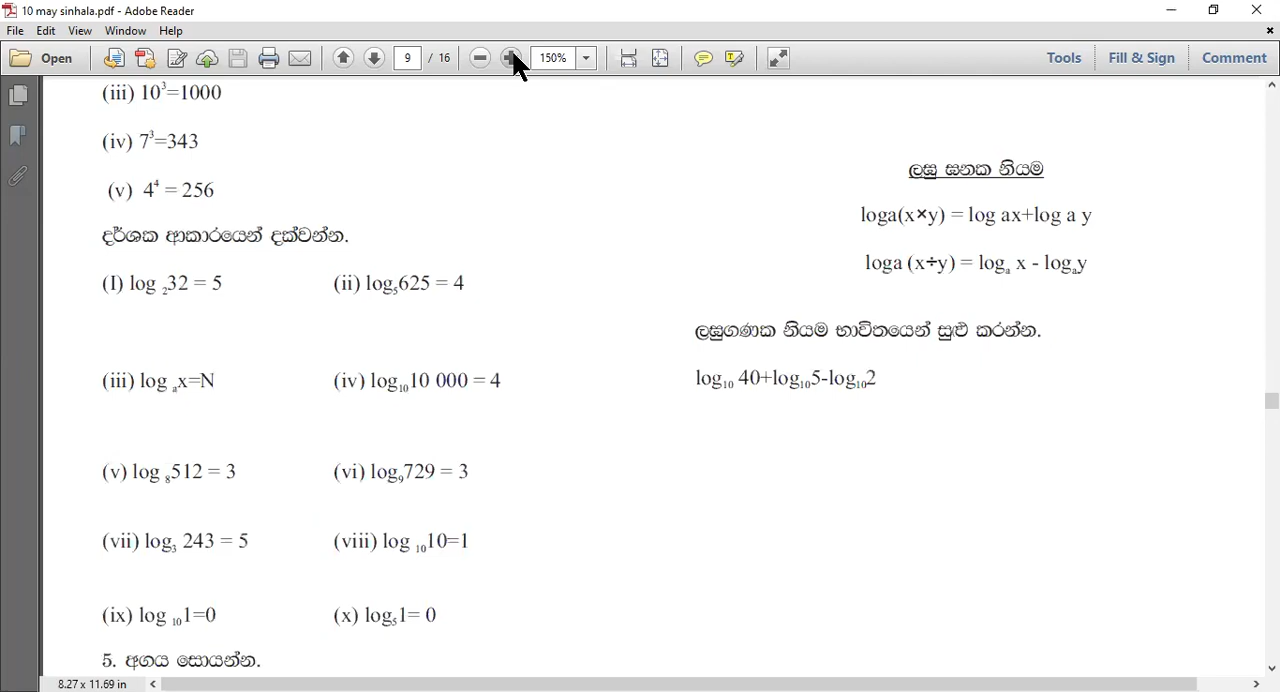 10 may sinhala.pdf - Adobe Reader
File Edit View Window Help
Open 9 / 16 150% Tools Fill & Sign Comment
(iii) 10³=1000
(iv) 7³=343
(v) 4⁴ = 256
දර්ශක ආකාරයෙන් දක්වන්න.
(I) log ₂32 = 5 (ii) log₅625 = 4
(iii) log ₐx=N (iv) log₁₀10 000 = 4
(v) log ₈512 = 3 (vi) log₉729 = 3
(vii) log₃ 243 = 5 (viii) log ₁₀10=1
(ix) log ₁₀1=0 (x) log₅1= 0
5. අගය සොයන්න.
ලඝු ඝනක නියම
loga(x×y) = log ax+log a y
loga (x÷y) = logₐ x - logₐy
ලඝුගණක නියම භාවිතයෙන් සුළු කරන්න.
log₁₀ 40+log₁₀5-log₁₀2
8.27 x 11.69 in